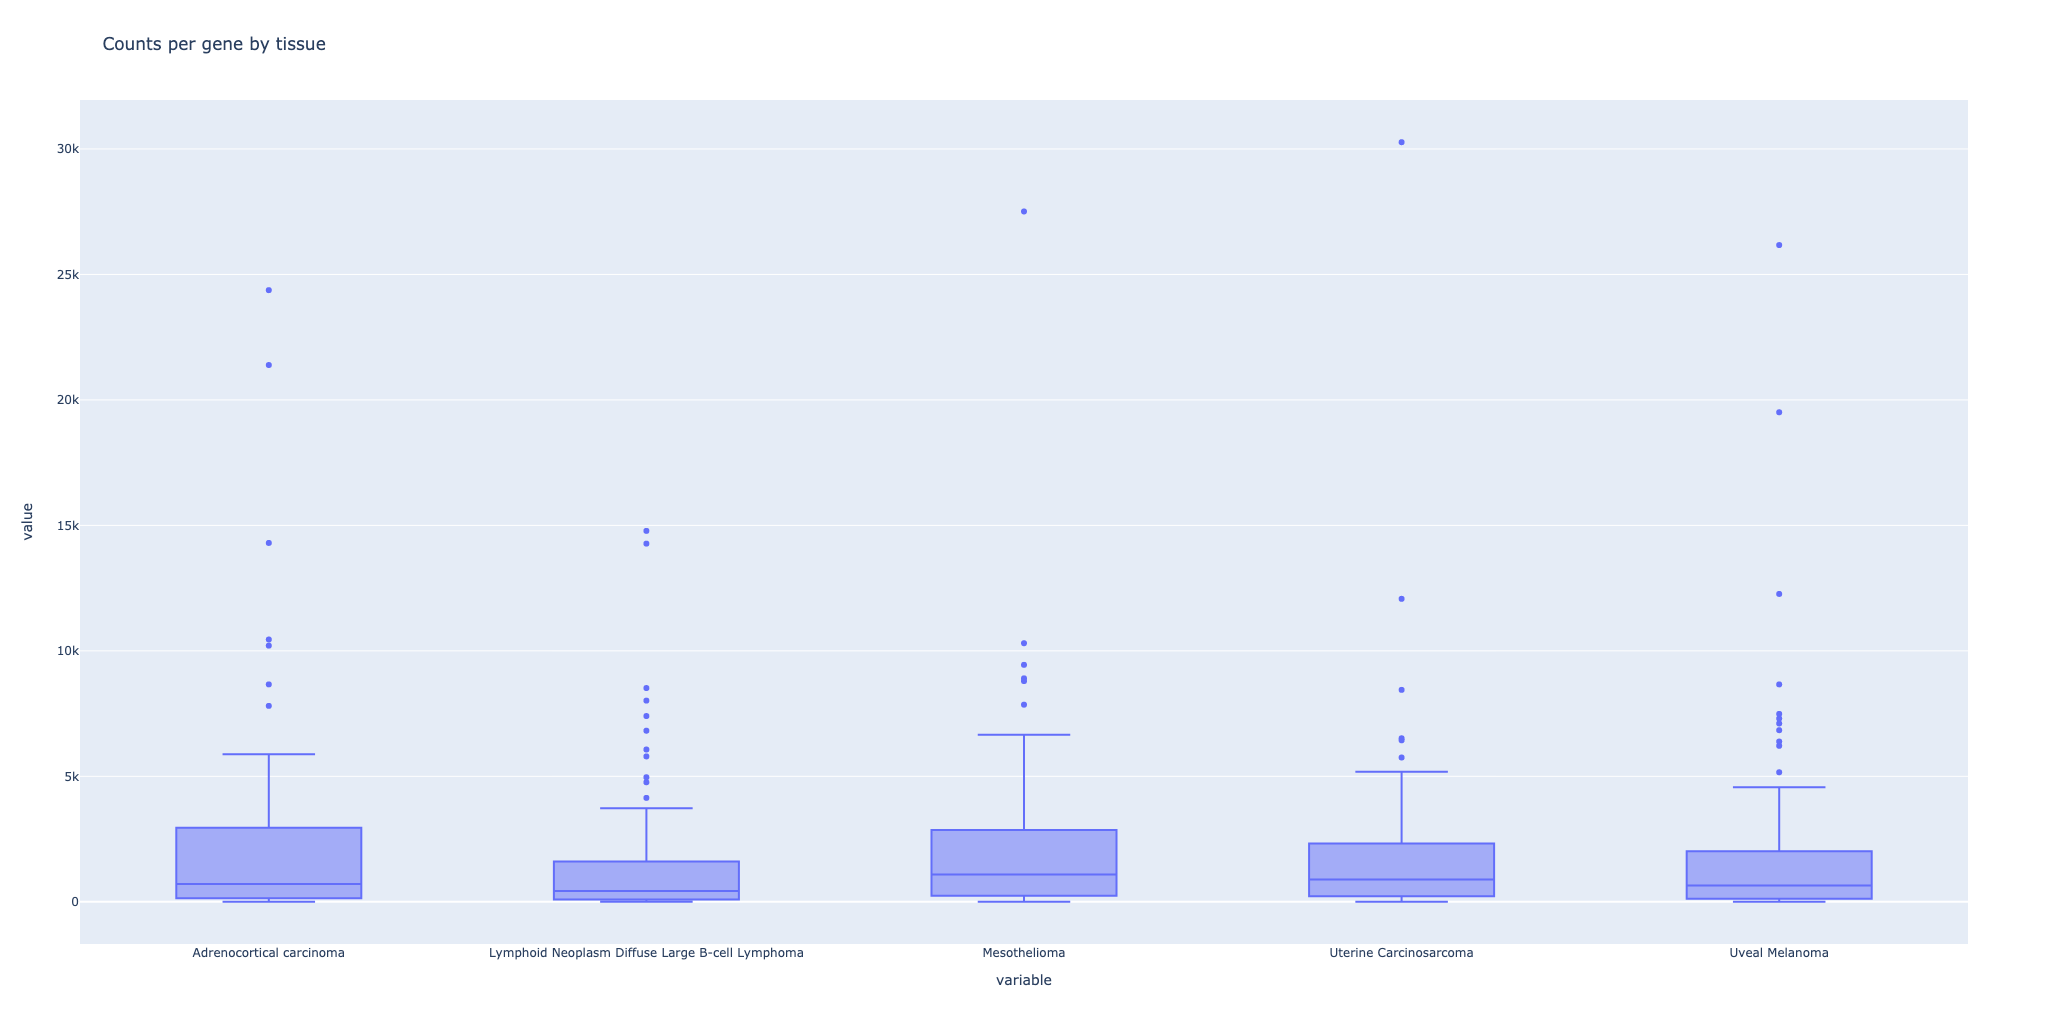 Counts per gene by tissue
30k
25k
20k
15k
10k
5k
0
value
Adrenocortical carcinoma
Lymphoid Neoplasm Diffuse Large B-cell Lymphoma
Mesothelioma
Uterine Carcinosarcoma
Uveal Melanoma
variable